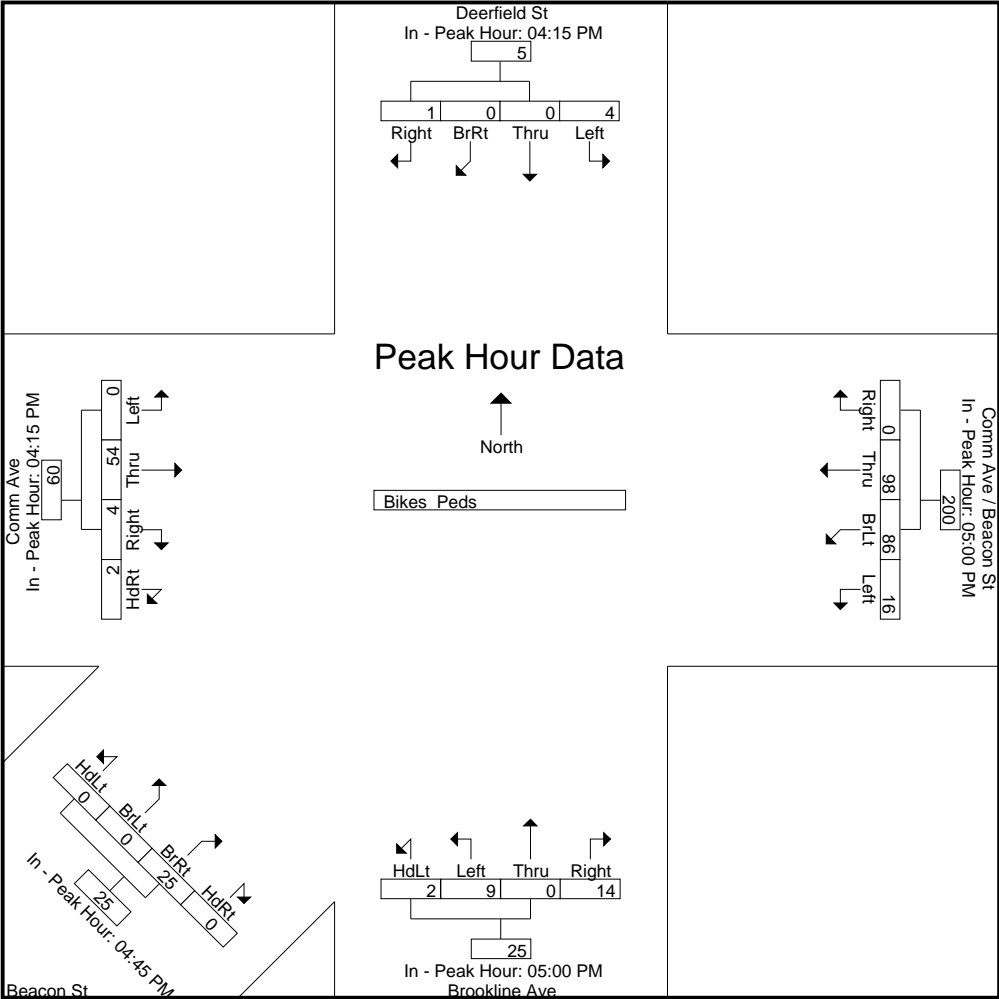 Deerfield St
In - Peak Hour: 04:15 PM
5
1 0 0 4
Right BrRt Thru Left
Peak Hour Data
North
Bikes Peds
Comm Ave
In - Peak Hour: 04:15 PM
60
0 54 4 2
Left Thru Right HdRt
Comm Ave / Beacon St
In - Peak Hour: 05:00 PM
200
0 98 86 16
Right Thru BrLt Left
HdLt BrLt BrRt HdRt
0 0 25 0
25
In - Peak Hour: 04:45 PM
Beacon St
HdLt Left Thru Right
2 9 0 14
25
In - Peak Hour: 05:00 PM
Brookline Ave